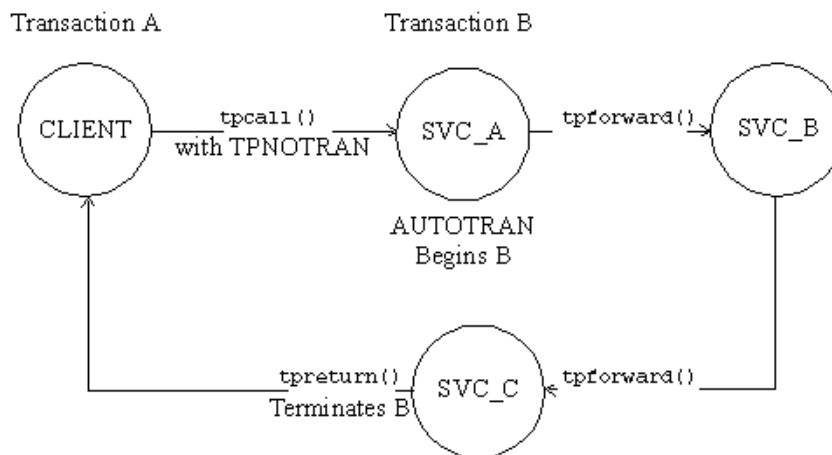 Transaction A
Transaction B
CLIENT
tpcall()
with TPNOTRAN
SVC_A
tpforward()
SVC_B
AUTOTRAN
Begins B
tpreturn()
Terminates B
SVC_C
tpforward()